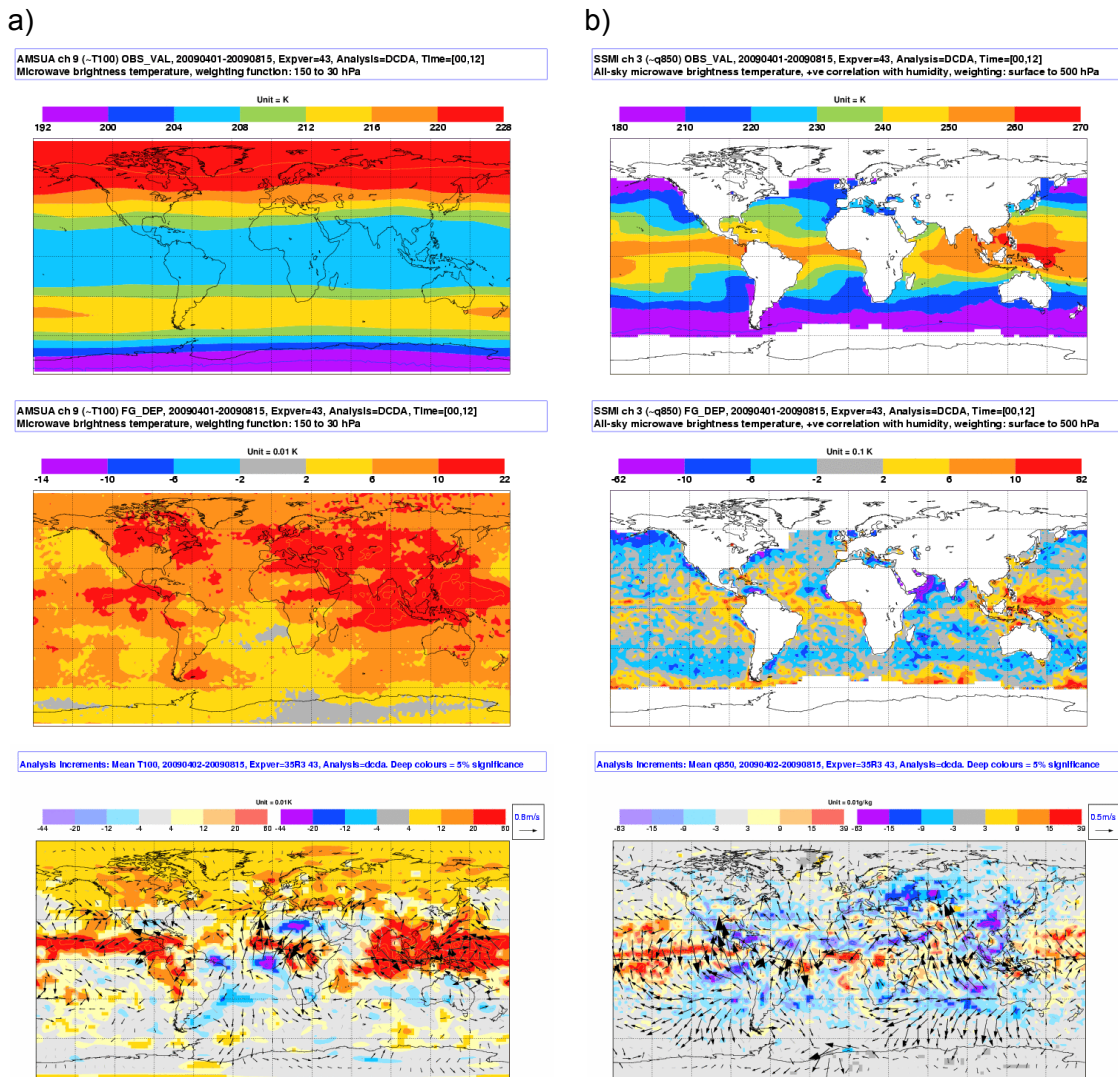 a)
AMSUA ch 9 (~T100) OBS_VAL, 20090401-20090815, Expver=43, Analysis=DCDA, Time=[00,12]
Microwave brightness temperature, weighting function: 150 to 30 hPa
Unit = K
192 200 204 208 212 216 220 228
AMSUA ch 9 (~T100) FG_DEP, 20090401-20090815, Expver=43, Analysis=DCDA, Time=[00,12]
Microwave brightness temperature, weighting function: 150 to 30 hPa
Unit = 0.01 K
-14 -10 -6 -2 2 6 10 22
Analysis Increments: Mean T100, 20090402-20090815, Expver=35R3 43, Analysis=dcda. Deep colours = 5% significance
Unit = 0.01K
-44 -20 -12 -4 4 12 20 80 -44 -20 -12 -4 4 12 20 80
0.8m/s
b)
SSMI ch 3 (~q850) OBS_VAL, 20090401-20090815, Expver=43, Analysis=DCDA, Time=[00,12]
All-sky microwave brightness temperature, +ve correlation with humidity, weighting: surface to 500 hPa
Unit = K
180 210 220 230 240 250 260 270
SSMI ch 3 (~q850) FG_DEP, 20090401-20090815, Expver=43, Analysis=DCDA, Time=[00,12]
All-sky microwave brightness temperature, +ve correlation with humidity, weighting: surface to 500 hPa
Unit = 0.1 K
-62 -10 -6 -2 2 6 10 82
Analysis Increments: Mean q850, 20090402-20090815, Expver=35R3 43, Analysis=dcda. Deep colours = 5% significance
Unit = 0.01g/kg
-83 -15 -9 -3 3 9 15 39 -83 -15 -9 -3 3 9 15 39
0.5m/s